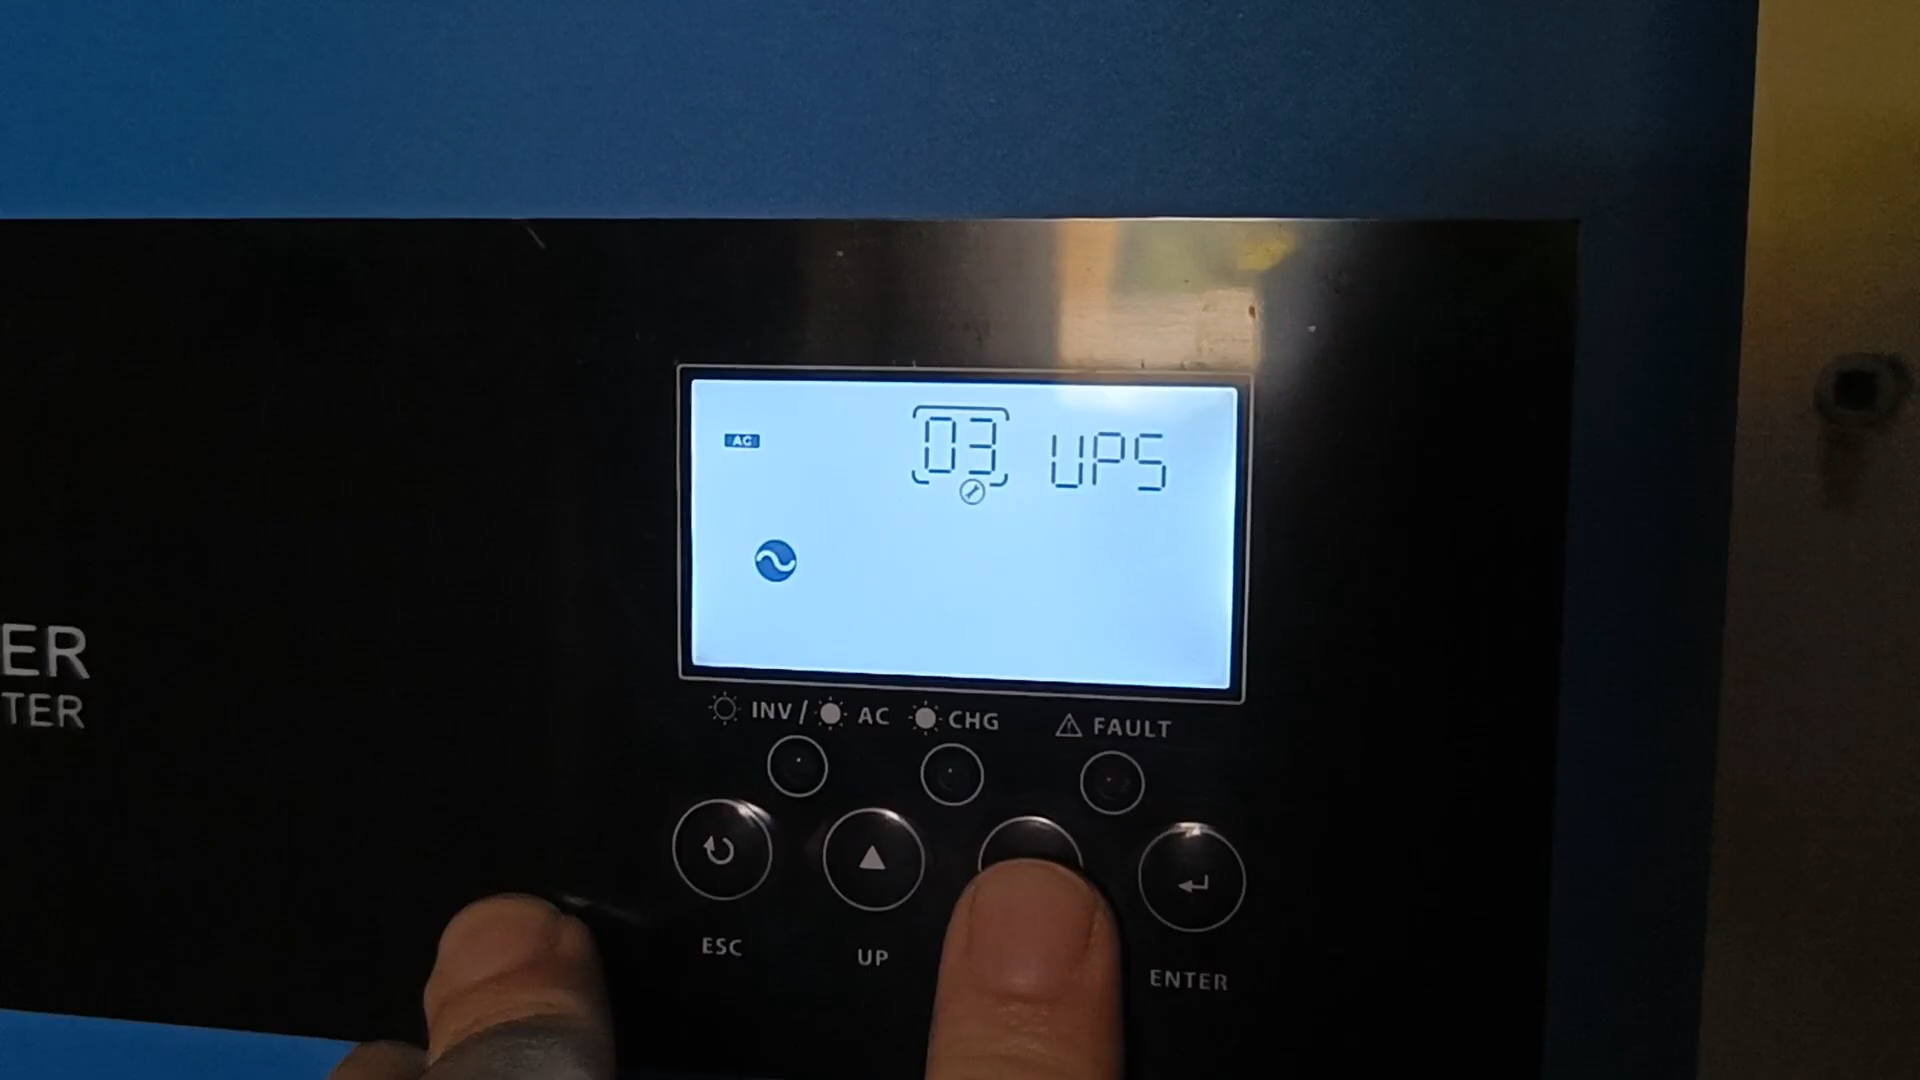 AC
03 UPS
ER
TER
INV / AC CHG FAULT
ESC
UP
ENTER